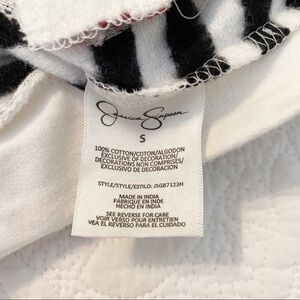 Jessica Simpson
S
100% COTTON/COTON/ALGODON
EXCLUSIVE OF DECORATION/
DECORATIONS NON COMPRISES/
EXCLUSIVO DE DECORACION
STYLE/STYLE/ESTILO: JSGB7123H
MADE IN INDIA
FABRIQUE EN INDE
HECHO EN INDIA
SEE REVERSE FOR CARE
VOIR VERSO POUR ENTRETIEN
VEA EL REVERSO PARA EL CUIDADO